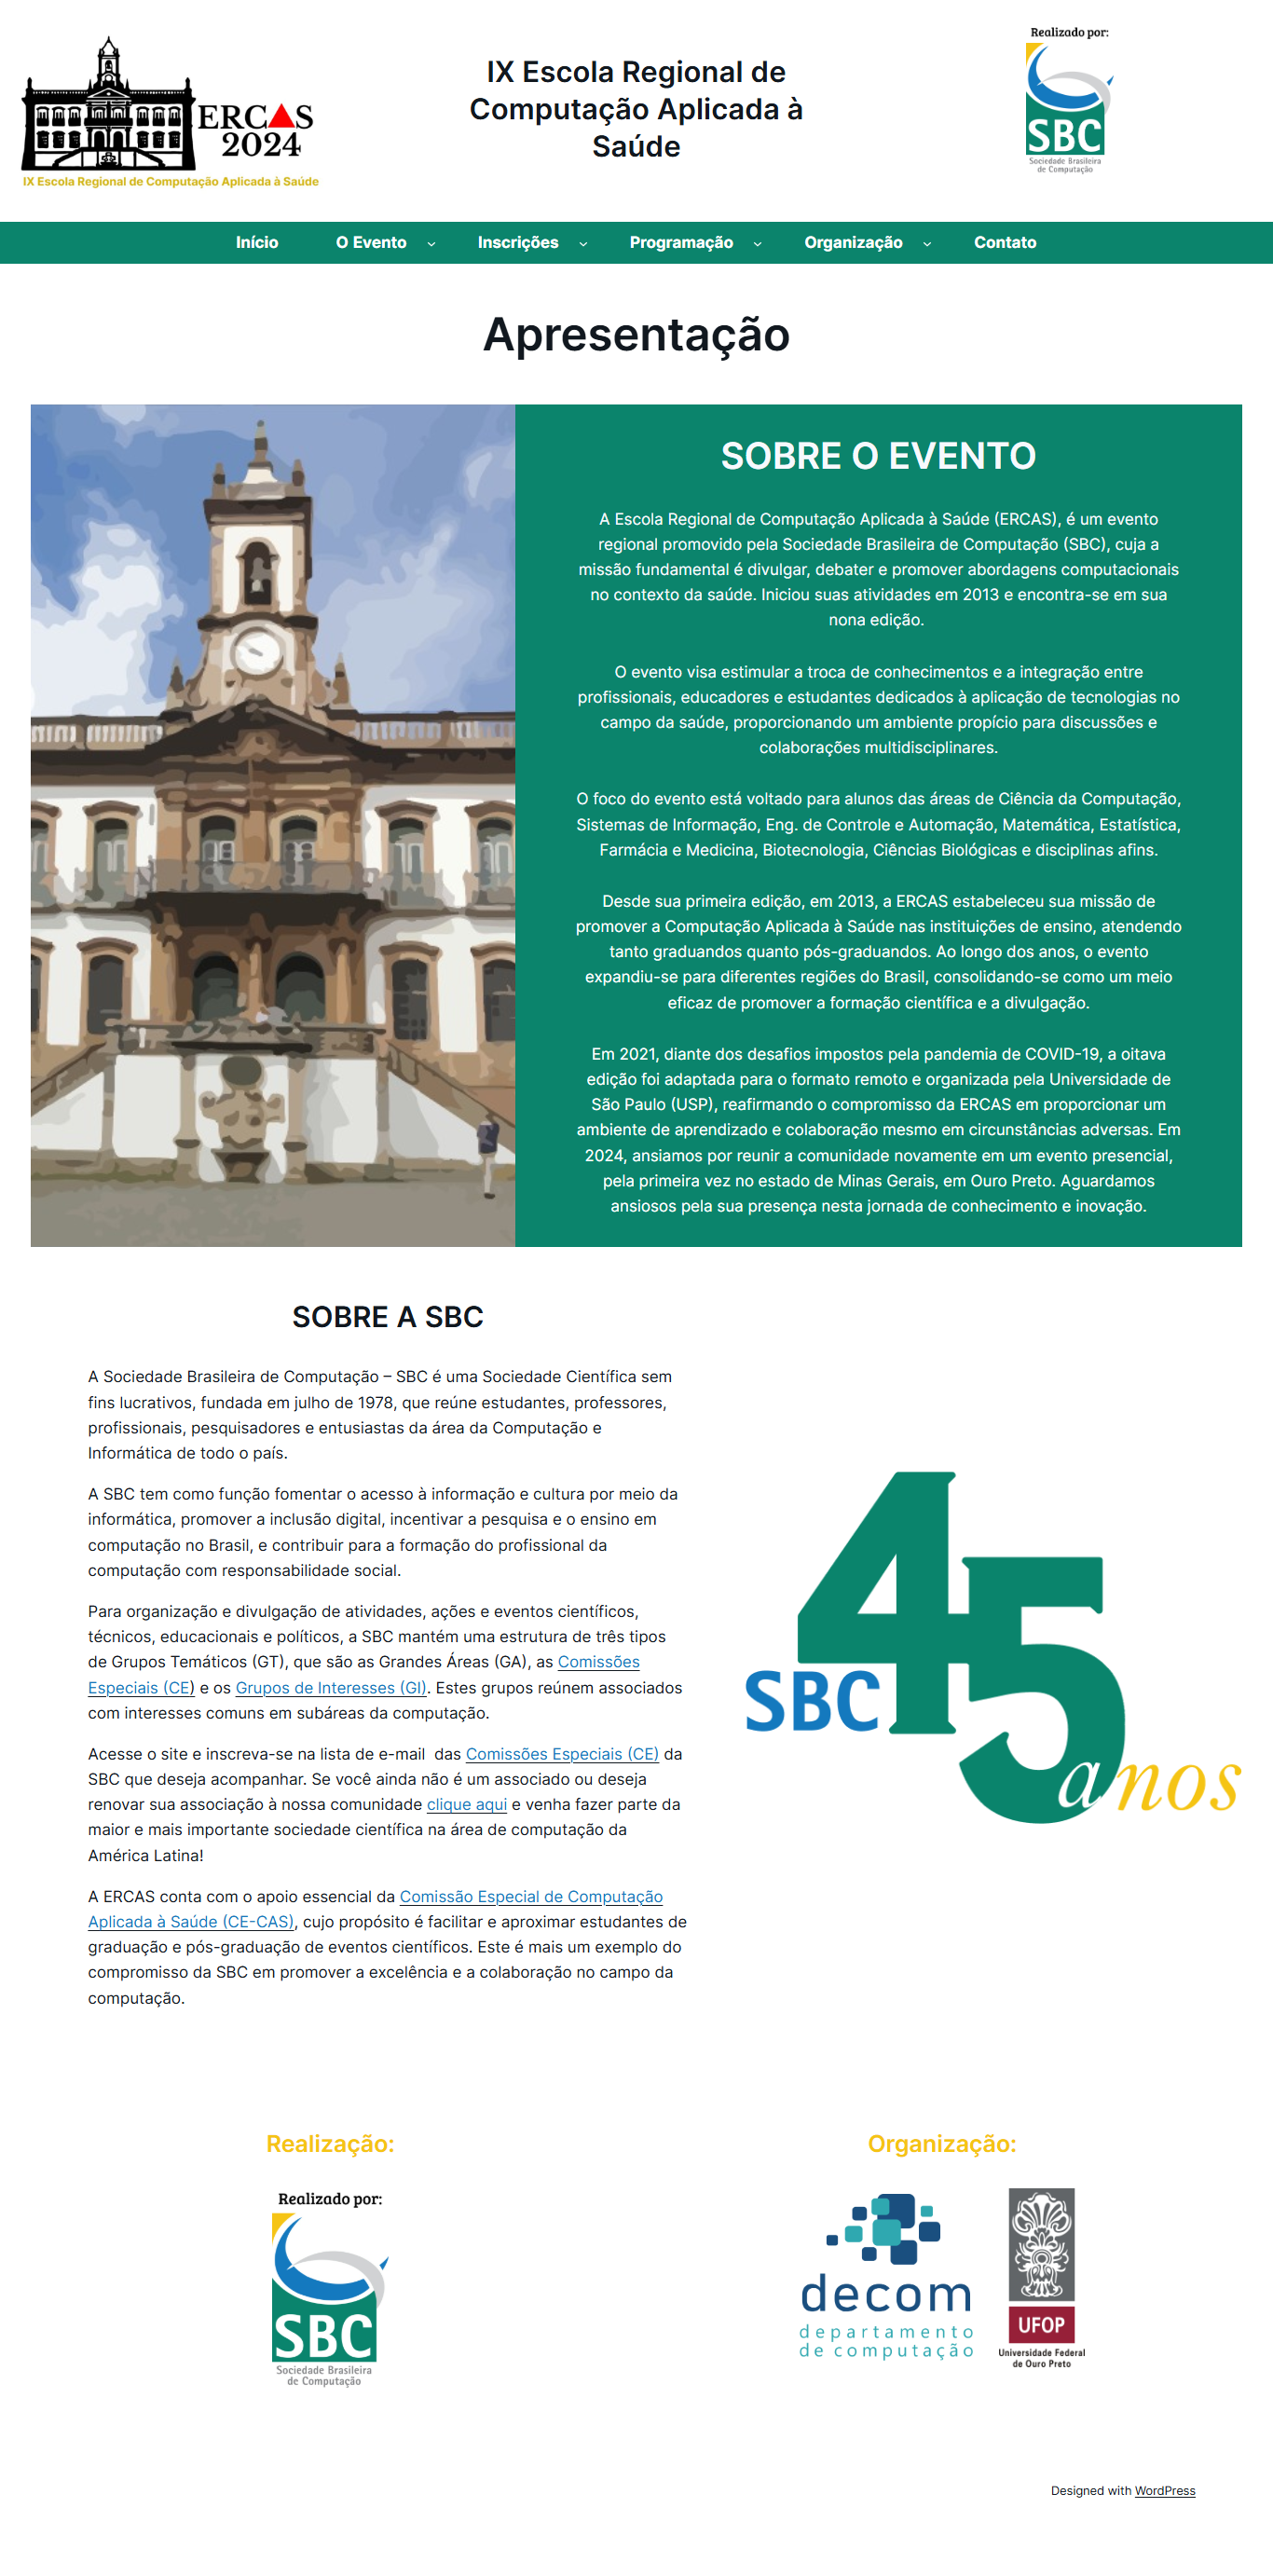 ERCAS
2024
IX Escola Regional de Computação Aplicada à Saúde
IX Escola Regional de
Computação Aplicada à
Saúde
Realizado por:
SBC
Sociedade Brasileira
de Computação
Início O Evento Inscrições Programação Organização Contato
Apresentação
SOBRE O EVENTO
A Escola Regional de Computação Aplicada à Saúde (ERCAS), é um evento
regional promovido pela Sociedade Brasileira de Computação (SBC), cuja a
missão fundamental é divulgar, debater e promover abordagens computacionais
no contexto da saúde. Iniciou suas atividades em 2013 e encontra-se em sua
nona edição.
O evento visa estimular a troca de conhecimentos e a integração entre
profissionais, educadores e estudantes dedicados à aplicação de tecnologias no
campo da saúde, proporcionando um ambiente propício para discussões e
colaborações multidisciplinares.
O foco do evento está voltado para alunos das áreas de Ciência da Computação,
Sistemas de Informação, Eng. de Controle e Automação, Matemática, Estatística,
Farmácia e Medicina, Biotecnologia, Ciências Biológicas e disciplinas afins.
Desde sua primeira edição, em 2013, a ERCAS estabeleceu sua missão de
promover a Computação Aplicada à Saúde nas instituições de ensino, atendendo
tanto graduandos quanto pós-graduandos. Ao longo dos anos, o evento
expandiu-se para diferentes regiões do Brasil, consolidando-se como um meio
eficaz de promover a formação científica e a divulgação.
Em 2021, diante dos desafios impostos pela pandemia de COVID-19, a oitava
edição foi adaptada para o formato remoto e organizada pela Universidade de
São Paulo (USP), reafirmando o compromisso da ERCAS em proporcionar um
ambiente de aprendizado e colaboração mesmo em circunstâncias adversas. Em
2024, ansiamos por reunir a comunidade novamente em um evento presencial,
pela primeira vez no estado de Minas Gerais, em Ouro Preto. Aguardamos
ansiosos pela sua presença nesta jornada de conhecimento e inovação.
SOBRE A SBC
A Sociedade Brasileira de Computação – SBC é uma Sociedade Científica sem
fins lucrativos, fundada em julho de 1978, que reúne estudantes, professores,
profissionais, pesquisadores e entusiastas da área da Computação e
Informática de todo o país.
A SBC tem como função fomentar o acesso à informação e cultura por meio da
informática, promover a inclusão digital, incentivar a pesquisa e o ensino em
computação no Brasil, e contribuir para a formação do profissional da
computação com responsabilidade social.
Para organização e divulgação de atividades, ações e eventos científicos,
técnicos, educacionais e políticos, a SBC mantém uma estrutura de três tipos
de Grupos Temáticos (GT), que são as Grandes Áreas (GA), as Comissões
Especiais (CE) e os Grupos de Interesses (GI). Estes grupos reúnem associados
com interesses comuns em subáreas da computação.
Acesse o site e inscreva-se na lista de e-mail  das Comissões Especiais (CE) da
SBC que deseja acompanhar. Se você ainda não é um associado ou deseja
renovar sua associação à nossa comunidade clique aqui e venha fazer parte da
maior e mais importante sociedade científica na área de computação da
América Latina!
A ERCAS conta com o apoio essencial da Comissão Especial de Computação
Aplicada à Saúde (CE-CAS), cujo propósito é facilitar e aproximar estudantes de
graduação e pós-graduação de eventos científicos. Este é mais um exemplo do
compromisso da SBC em promover a excelência e a colaboração no campo da
computação.
SBC 45
anos
Realização:
Realizado por:
SBC
Sociedade Brasileira
de Computação
Organização:
decom
departamento
de computação
UFOP
Universidade Federal
de Ouro Preto
Designed with WordPress